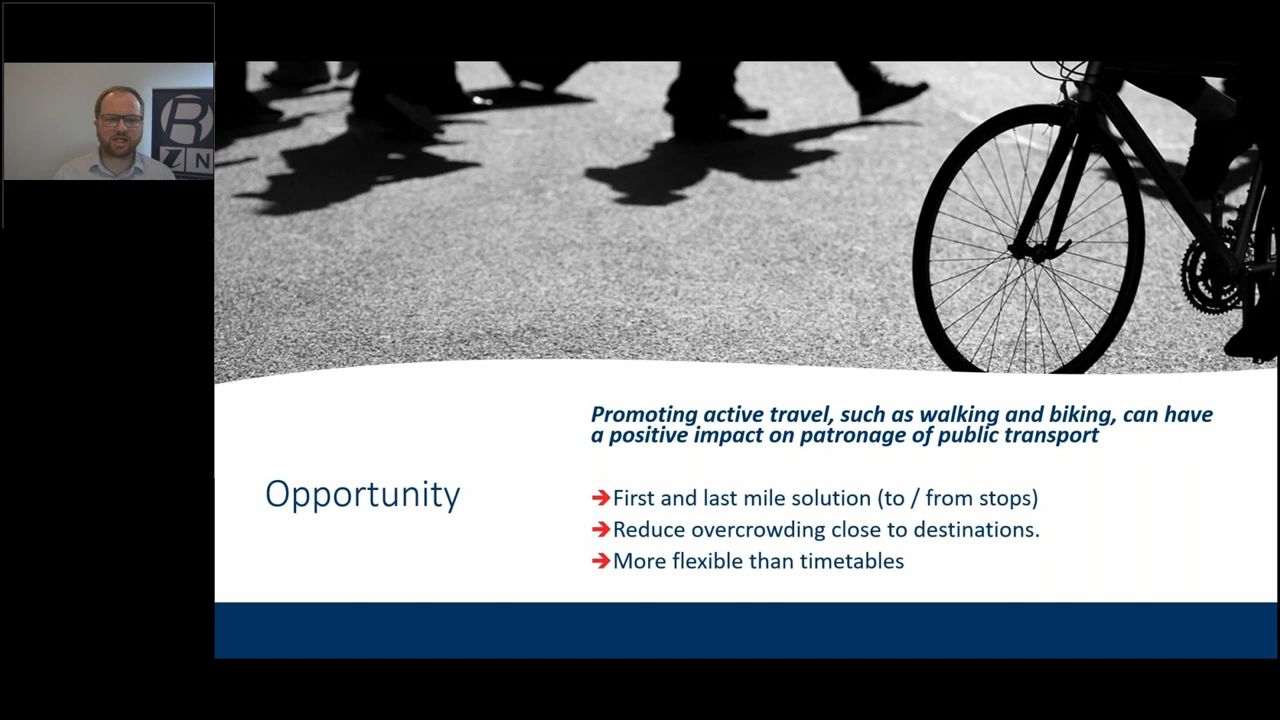 R
i N
Promoting active travel, such as walking and biking, can have
a positive impact on patronage of public transport
Opportunity
➔First and last mile solution (to / from stops)
➔Reduce overcrowding close to destinations.
➔More flexible than timetables